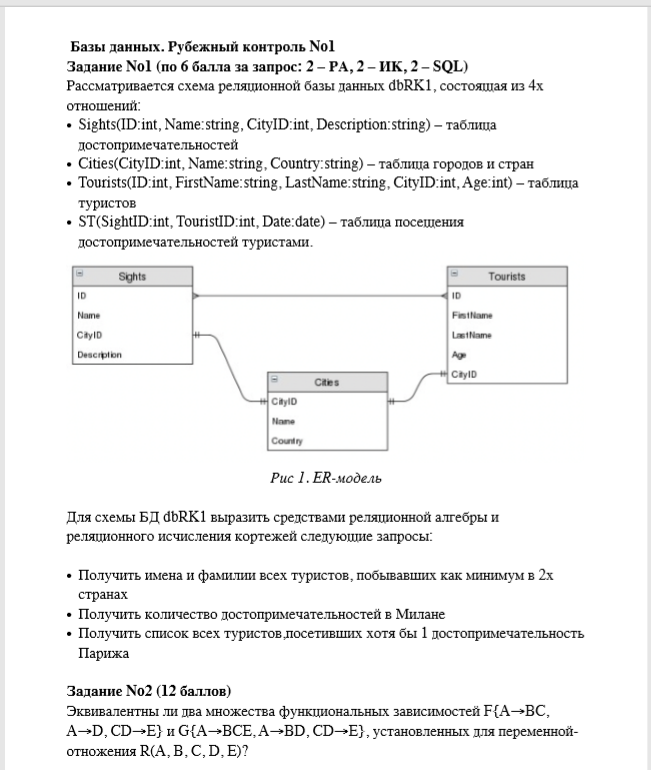 Базы данных. Рубежный контроль No1
Задание No1 (по 6 балла за запрос: 2 – РА, 2 – ИК, 2 – SQL)
Рассматривается схема реляционной базы данных dbRK1, состоящая из 4х
отношений:
• Sights(ID:int, Name:string, CityID:int, Description:string) – таблица
достопримечательностей
• Cities(CityID:int, Name:string, Country:string) – таблица городов и стран
• Tourists(ID:int, FirstName:string, LastName:string, CityID:int, Age:int) – таблица
туристов
• ST(SightID:int, TouristID:int, Date:date) – таблица посещения
достопримечательностей туристами.
Sights
ID
Name
CityID
Description
Tourists
ID
FirstName
LastName
Age
CityID
Cities
CityID
Name
Country
Рис 1. ER-модель
Для схемы БД dbRK1 выразить средствами реляционной алгебры и
реляционного исчисления кортежей следующие запросы:
• Получить имена и фамилии всех туристов, побывавших как минимум в 2х
странах
• Получить количество достопримечательностей в Милане
• Получить список всех туристов,посетивших хотя бы 1 достопримечательность
Парижа
Задание No2 (12 баллов)
Эквивалентны ли два множества функциональных зависимостей F{A→BC,
A→D, CD→E} и G{A→BCE, A→BD, CD→E}, установленных для переменной-
отношения R(A, B, C, D, E)?